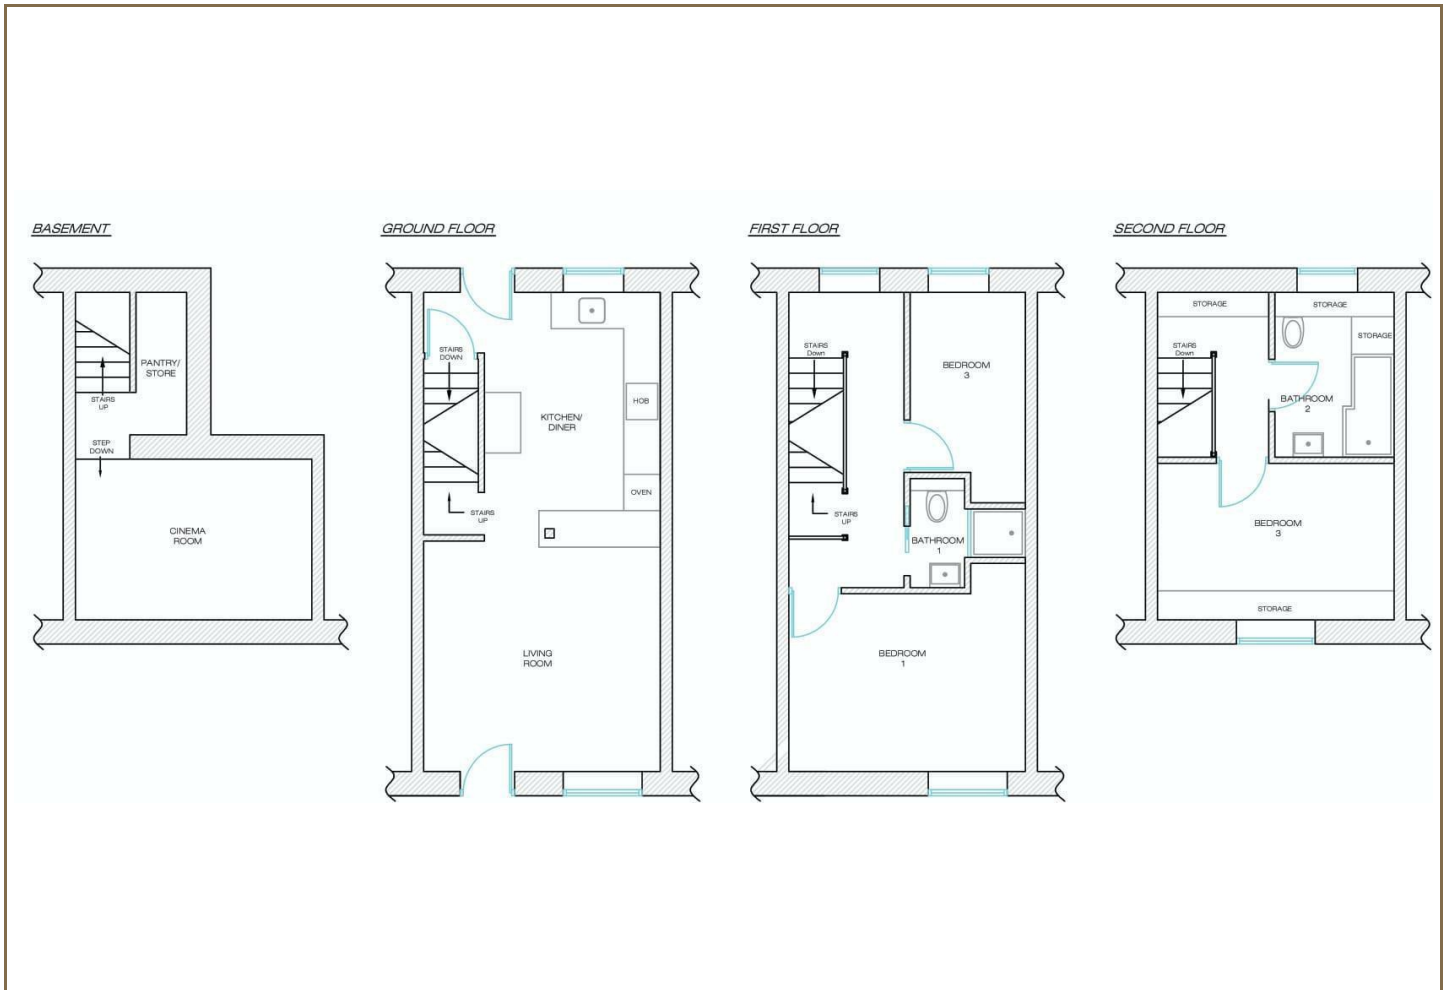 BASEMENT
PANTRY/
STORE
STAIRS
UP
STEP
DOWN
CINEMA
ROOM
GROUND FLOOR
STAIRS
DOWN
HOB
KITCHEN/
DINER
OVEN
STAIRS
UP
LIVING
ROOM
FIRST FLOOR
STAIRS
Down
BEDROOM
3
STAIRS
UP
BATHROOM
1
BEDROOM
1
SECOND FLOOR
STORAGE
STORAGE
STORAGE
STAIRS
Down
BATHROOM
2
BEDROOM
3
STORAGE